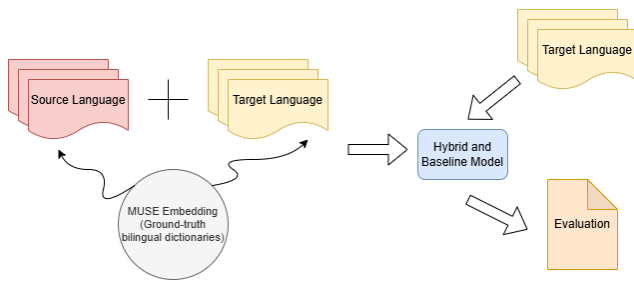 Source Language
Target Language
MUSE Embedding
(Ground-truth
bilingual dictionaries)
Target Language
Hybrid and
Baseline Model
Evaluation